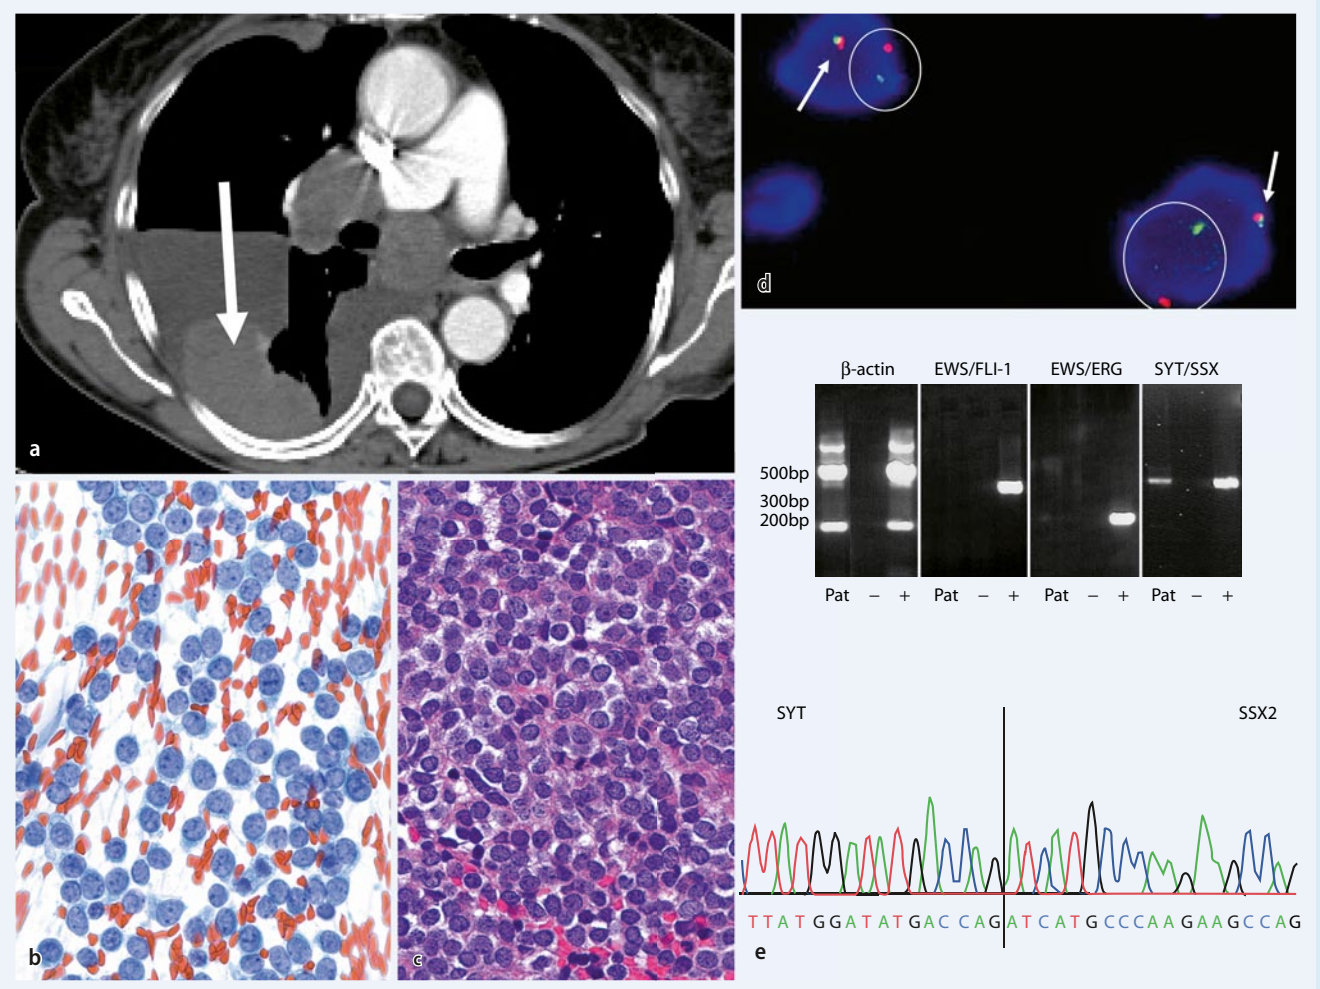 a
d
β-actin EWS/FLI-1 EWS/ERG SYT/SSX
500bp
300bp
200bp
Pat – + Pat – + Pat – + Pat – +
b
c
SYT SSX2
TTATGGATATGACCAGATCATGCCCAAGAAGCCAG
e